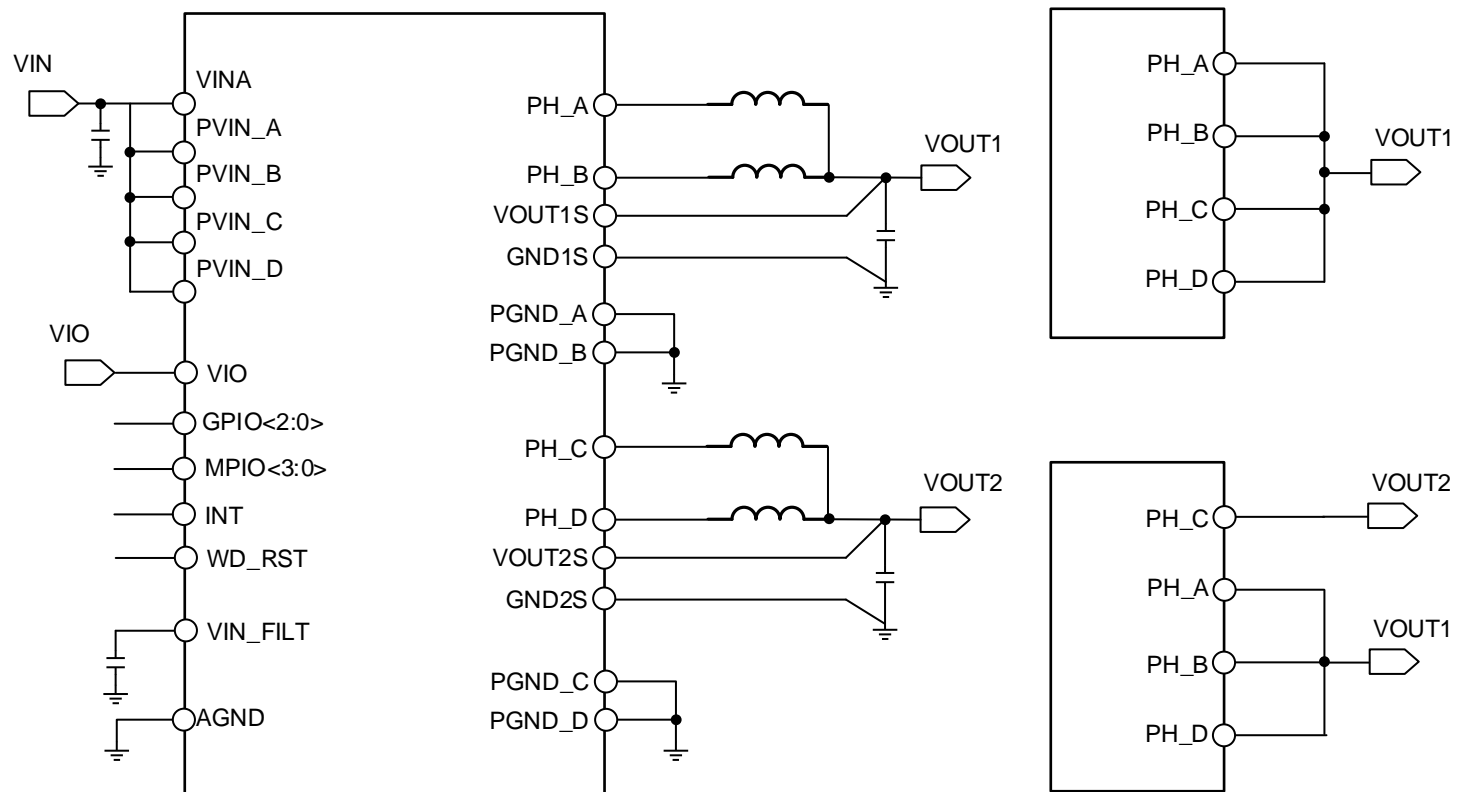 VIN
VINA
PVIN_A
PVIN_B
PVIN_C
PVIN_D
VIO
VIO
GPIO<2:0>
MPIO<3:0>
INT
WD_RST
VIN_FILT
AGND
PH_A
PH_B
VOUT1
VOUT1S
GND1S
PGND_A
PGND_B
PH_C
PH_D
VOUT2
VOUT2S
GND2S
PGND_C
PGND_D
PH_A
PH_B
VOUT1
PH_C
PH_D
VOUT2
PH_C
PH_A
VOUT1
PH_B
PH_D